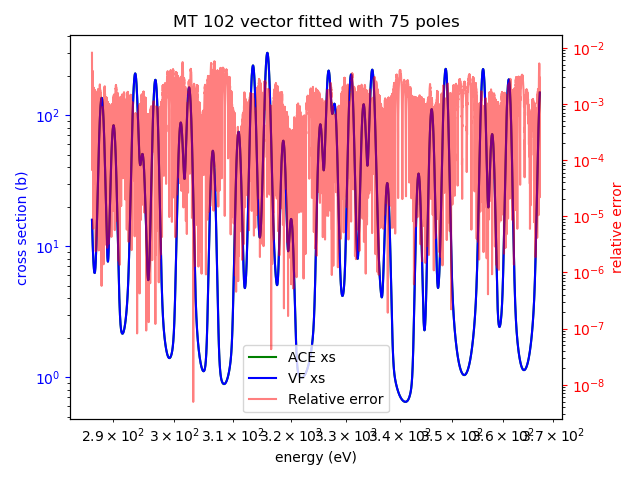 MT 102 vector fitted with 75 poles
10²
10¹
10⁰
cross section (b)
10⁻²
10⁻³
10⁻⁴
10⁻⁵
10⁻⁶
10⁻⁷
10⁻⁸
relative error
ACE xs
VF xs
Relative error
2.9 × 10² 3 × 10² 3.1 × 10² 3.2 × 10² 3.3 × 10² 3.4 × 10² 3.5 × 10² 3.6 × 10² 3.7 × 10²
energy (eV)